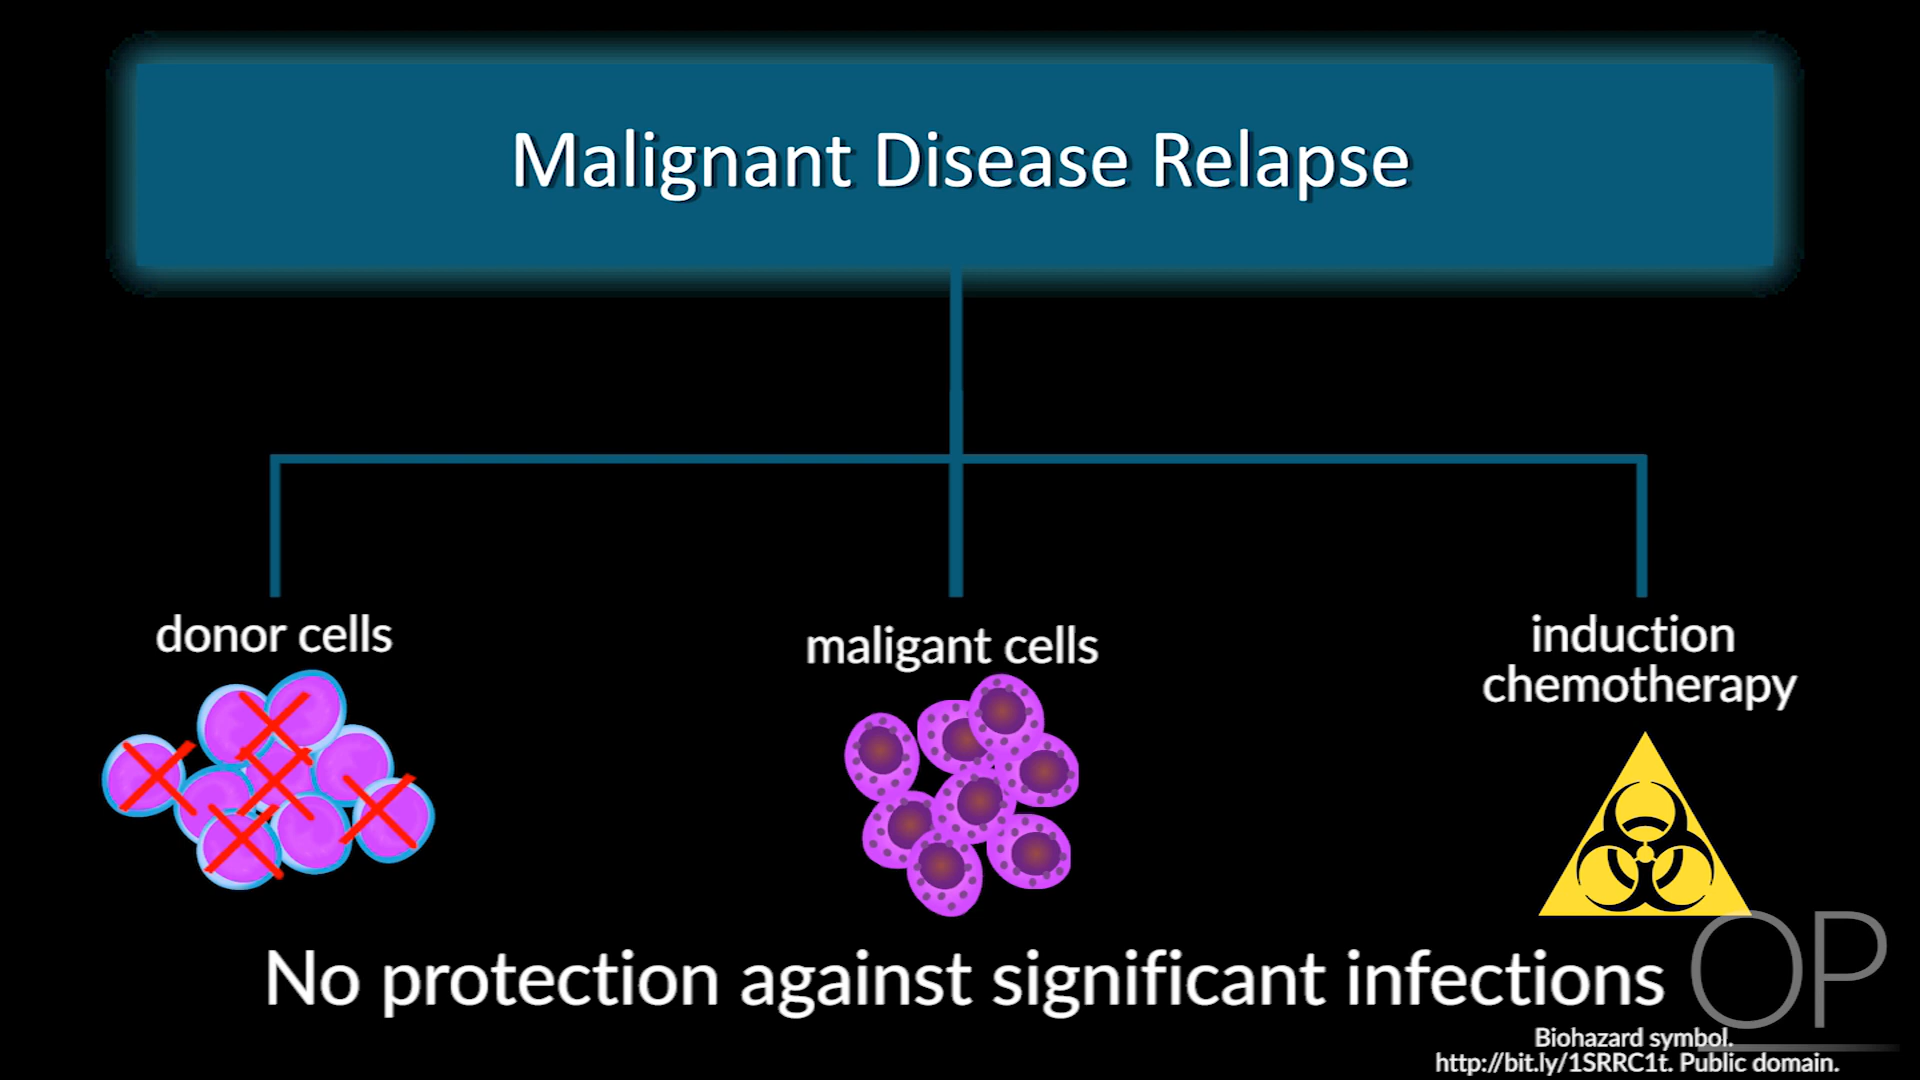 Malignant Disease Relapse
donor cells
maligant cells
induction
chemotherapy
No protection against significant infections
OP
Biohazard symbol.
http://bit.ly/1SRRC1t. Public domain.